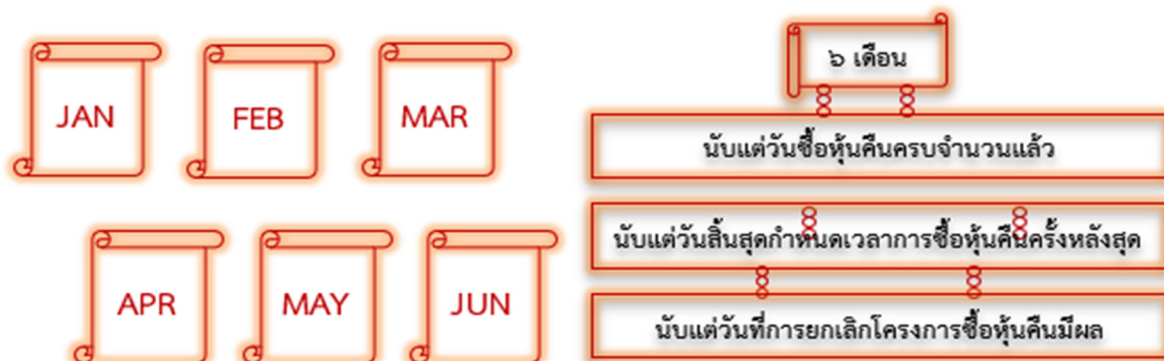 JAN
FEB
MAR
APR
MAY
JUN
๖ เดือน
นับแต่วันซื้อหุ้นคืนครบจำนวนแล้ว
นับแต่วันสิ้นสุดกำหนดเวลาการซื้อหุ้นคืนครั้งหลังสุด
นับแต่วันที่การยกเลิกโครงการซื้อหุ้นคืนมีผล